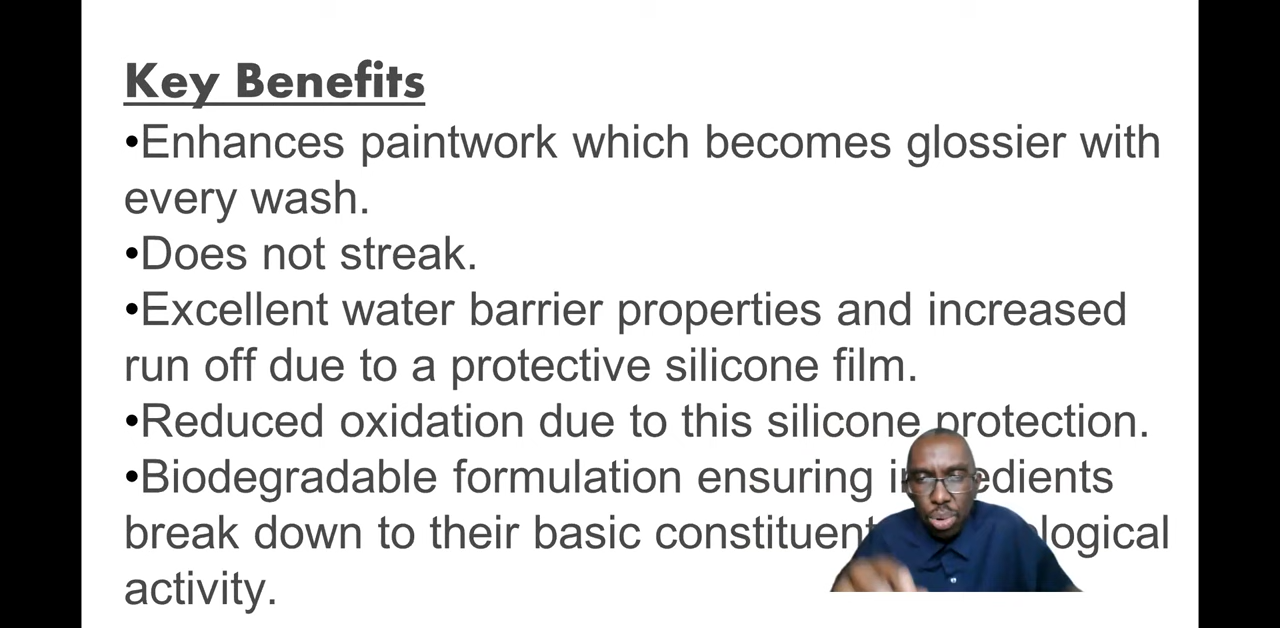 Key Benefits
•Enhances paintwork which becomes glossier with
every wash.
•Does not streak.
•Excellent water barrier properties and increased
run off due to a protective silicone film.
•Reduced oxidation due to this silicone protection.
•Biodegradable formulation ensuring
break down to their basic
activity.